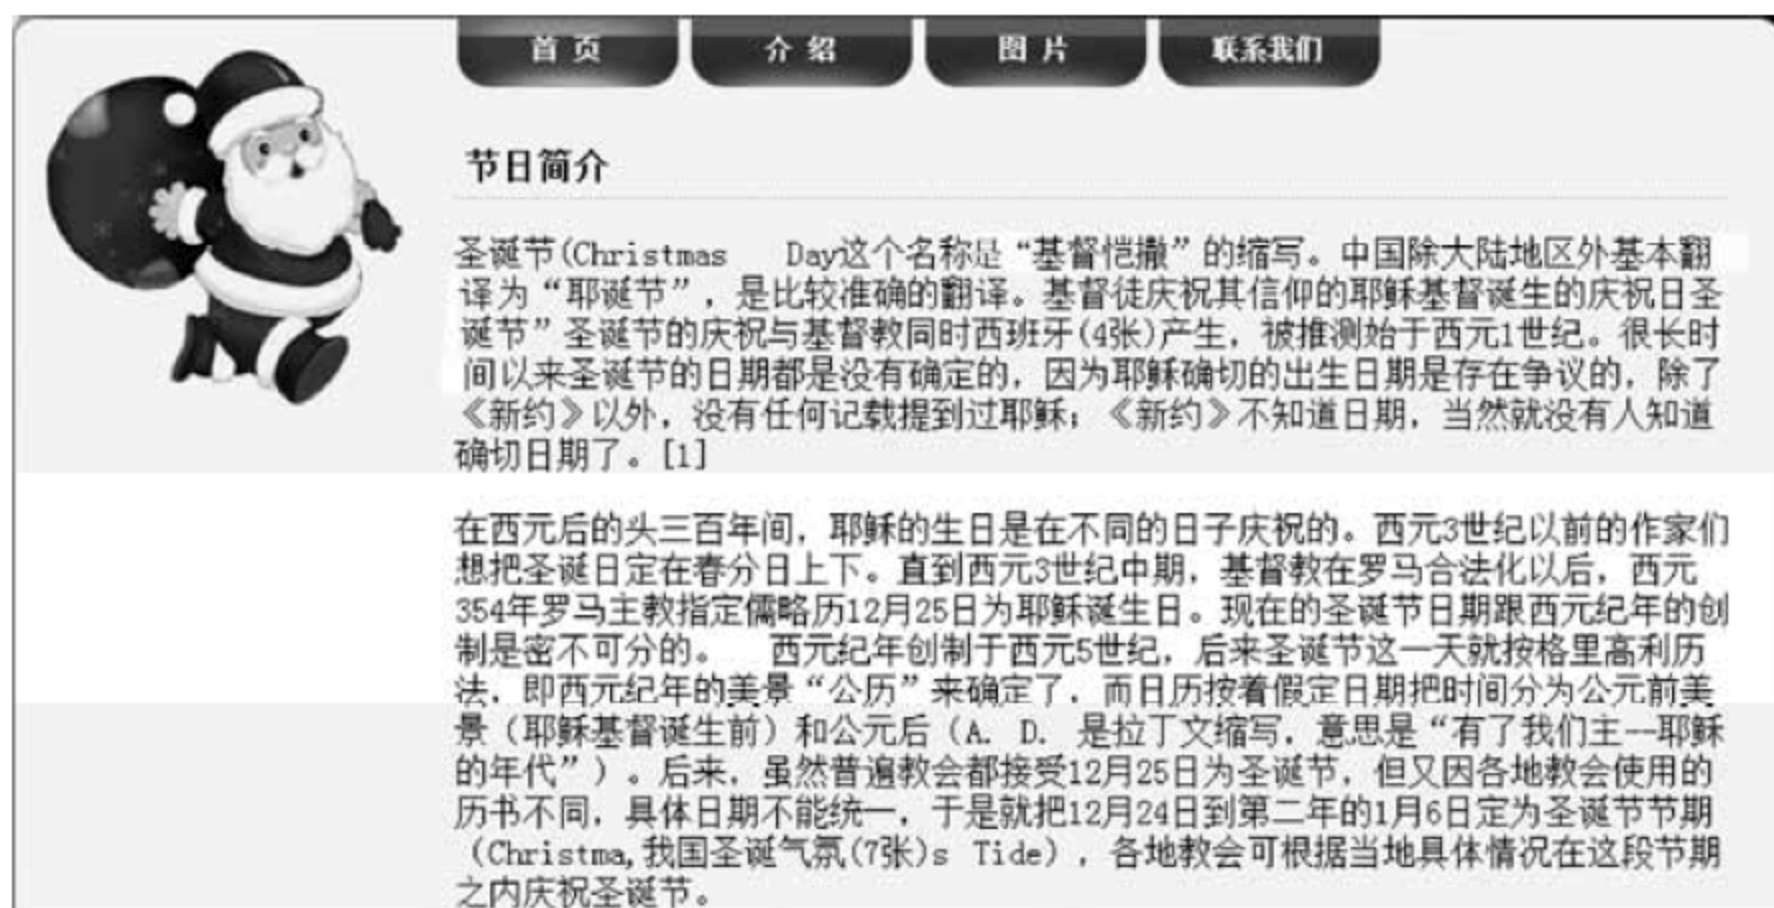 首 页 介 绍 图 片 联系我们
节日简介
圣诞节(Christmas Day这个名称是“基督恺撒”的缩写。中国除大陆地区外基本翻
译为“耶诞节”，是比较准确的翻译。基督徒庆祝其信仰的耶稣基督诞生的庆祝日圣
诞节”圣诞节的庆祝与基督教同时西班牙(4张)产生，被推测始于西元1世纪。很长时
间以来圣诞节的日期都是没有确定的，因为耶稣确切的出生日期是存在争议的，除了
《新约》以外，没有任何记载提到过耶稣；《新约》不知道日期，当然就没有人知道
确切日期了。[1]
在西元后的头三百年间，耶稣的生日是在不同的日子庆祝的。西元3世纪以前的作家们
想把圣诞日定在春分日上下。直到西元3世纪中期，基督教在罗马合法化以后，西元
354年罗马主教指定儒略历12月25日为耶稣诞生日。现在的圣诞节日期跟西元纪年的创
制是密不可分的。 西元纪年创制于西元5世纪，后来圣诞节这一天就按格里高利历
法，即西元纪年的美景“公历”来确定了，而日历按着假定日期把时间分为公元前美
景（耶稣基督诞生前）和公元后（A. D. 是拉丁文缩写，意思是“有了我们主--耶稣
的年代”）。后来，虽然普遍教会都接受12月25日为圣诞节，但又因各地教会使用的
历书不同，具体日期不能统一，于是就把12月24日到第二年的1月6日定为圣诞节节期
（Christma,我国圣诞气氛(7张)s Tide），各地教会可根据当地具体情况在这段节期
之内庆祝圣诞节。